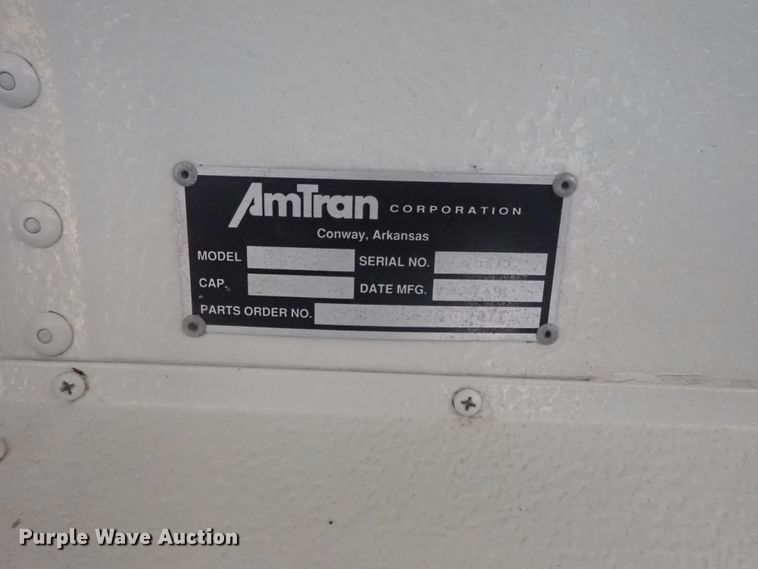 AmTran CORPORATION
Conway, Arkansas
MODEL SERIAL NO.
CAP. DATE MFG.
PARTS ORDER NO.
Purple Wave Auction